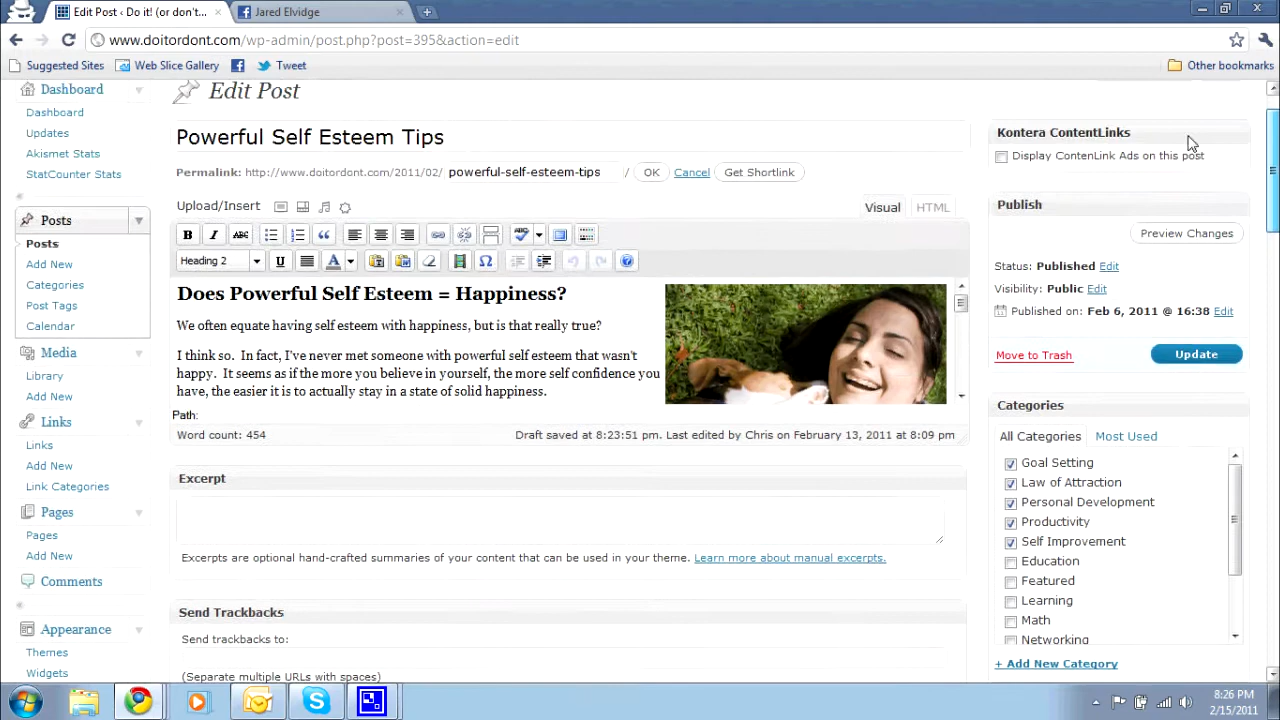 Edit Post ‹ Do it! (or don't...
Jared Elvidge
www.doitordont.com/wp-admin/post.php?post=395&action=edit
Suggested Sites
Web Slice Gallery
Tweet
Other bookmarks
Dashboard
Dashboard
Updates
Akismet Stats
StatCounter Stats
Posts
Posts
Add New
Categories
Post Tags
Calendar
Media
Library
Add New
Links
Links
Add New
Link Categories
Pages
Pages
Add New
Comments
Appearance
Themes
Widgets
Edit Post
Powerful Self Esteem Tips
Permalink: http://www.doitordont.com/2011/02/ powerful-self-esteem-tips / OK Cancel Get Shortlink
Upload/Insert
Visual HTML
B I ABC
Heading 2 U A
Does Powerful Self Esteem = Happiness?
We often equate having self esteem with happiness, but is that really true?
I think so. In fact, I've never met someone with powerful self esteem that wasn't
happy. It seems as if the more you believe in yourself, the more self confidence you
have, the easier it is to actually stay in a state of solid happiness.
Path:
Word count: 454
Draft saved at 8:23:51 pm. Last edited by Chris on February 13, 2011 at 8:09 pm
Excerpt
Excerpts are optional hand-crafted summaries of your content that can be used in your theme. Learn more about manual excerpts.
Send Trackbacks
Send trackbacks to:
(Separate multiple URLs with spaces)
Kontera ContentLinks
Display ContenLink Ads on this post
Publish
Preview Changes
Status: Published Edit
Visibility: Public Edit
Published on: Feb 6, 2011 @ 16:38 Edit
Move to Trash
Update
Categories
All Categories Most Used
Goal Setting
Law of Attraction
Personal Development
Productivity
Self Improvement
Education
Featured
Learning
Math
Networking
+ Add New Category
8:26 PM
2/15/2011